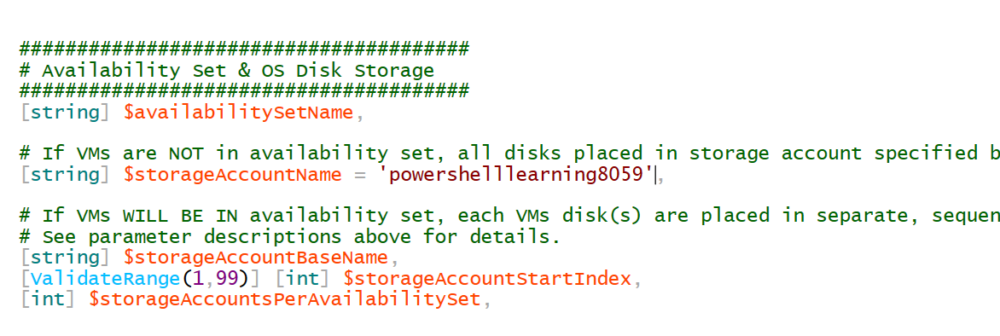 #######################################
# Availability Set & OS Disk Storage
#######################################
[string] $availabilitySetName,
# If VMs are NOT in availability set, all disks placed in storage account specified b
[string] $storageAccountName = 'powershelllearning8059',
# If VMs WILL BE IN availability set, each VMs disk(s) are placed in separate, sequen
# See parameter descriptions above for details.
[string] $storageAccountBaseName,
[ValidateRange(1,99)] [int] $storageAccountStartIndex,
[int] $storageAccountsPerAvailabilitySet,